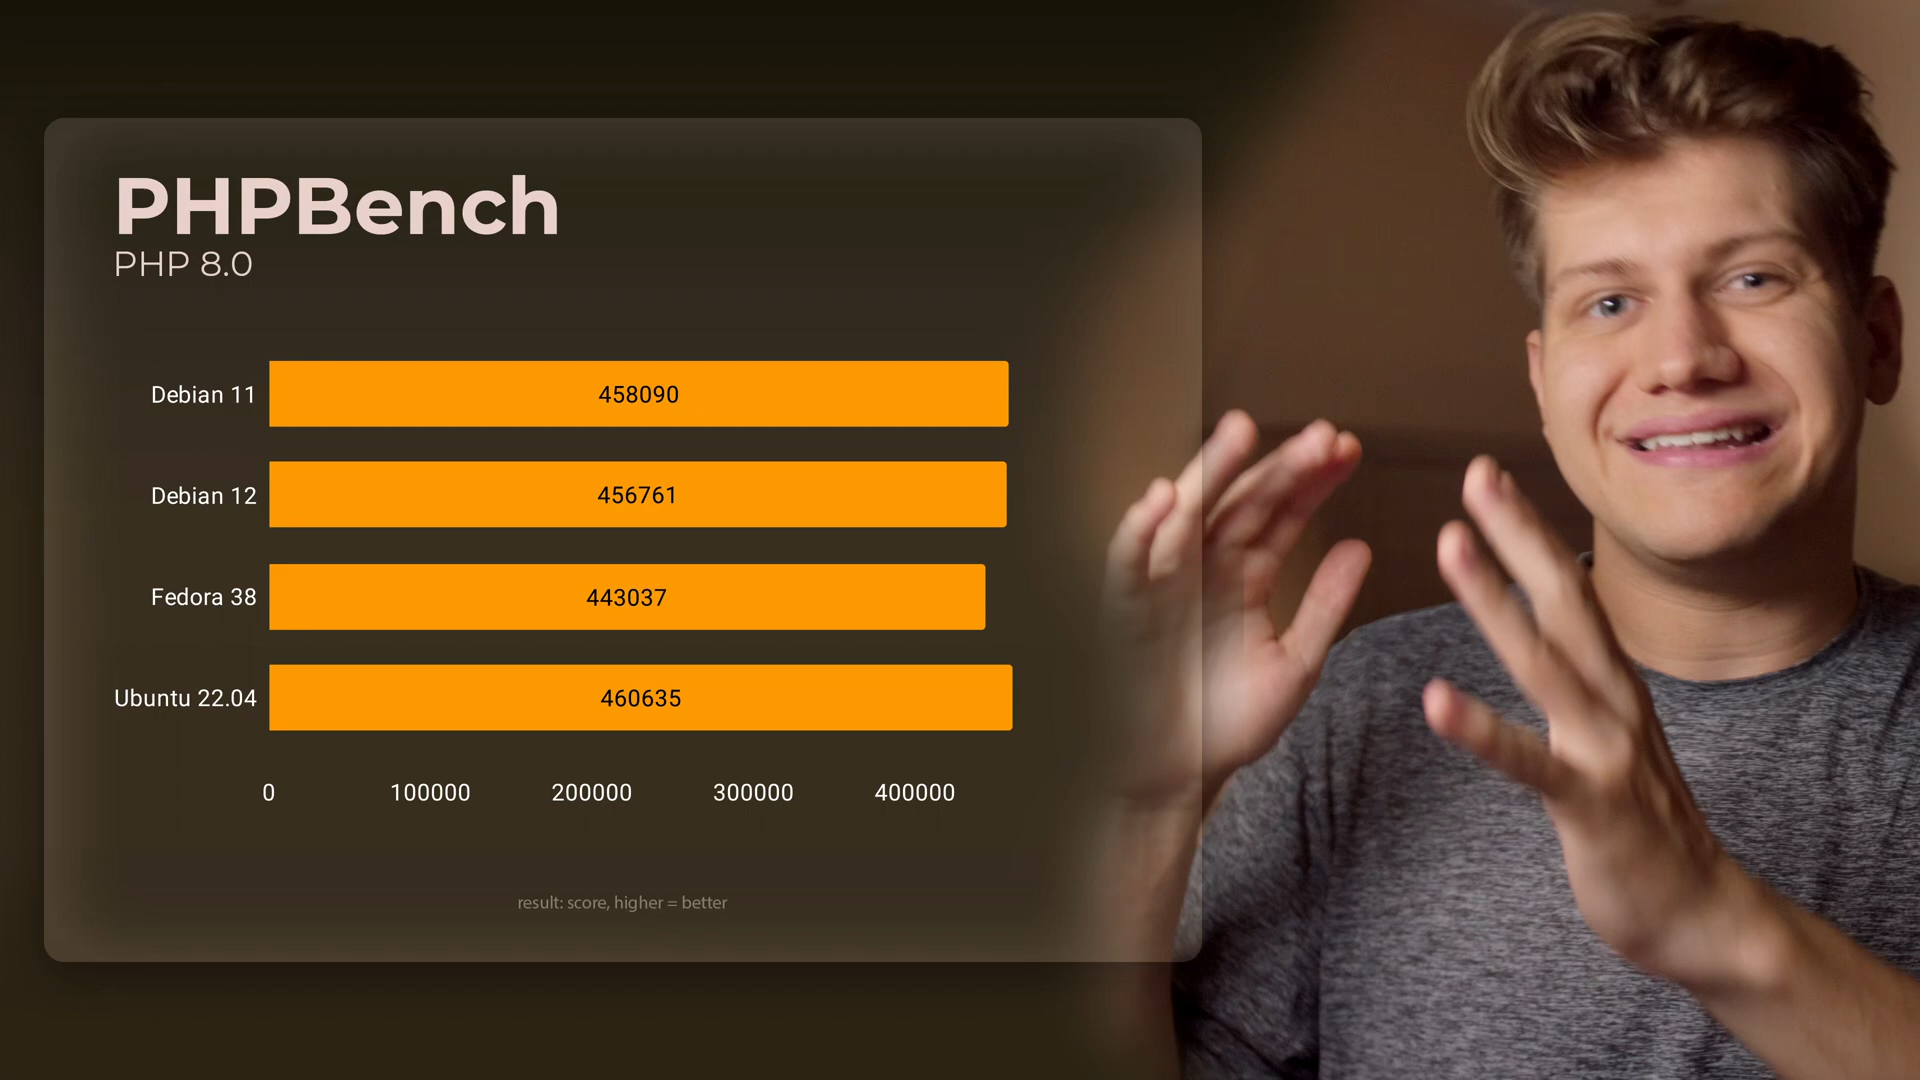 PHPBench
PHP 8.0
Debian 11 458090
Debian 12 456761
Fedora 38 443037
Ubuntu 22.04 460635
0 100000 200000 300000 400000
result: score, higher = better